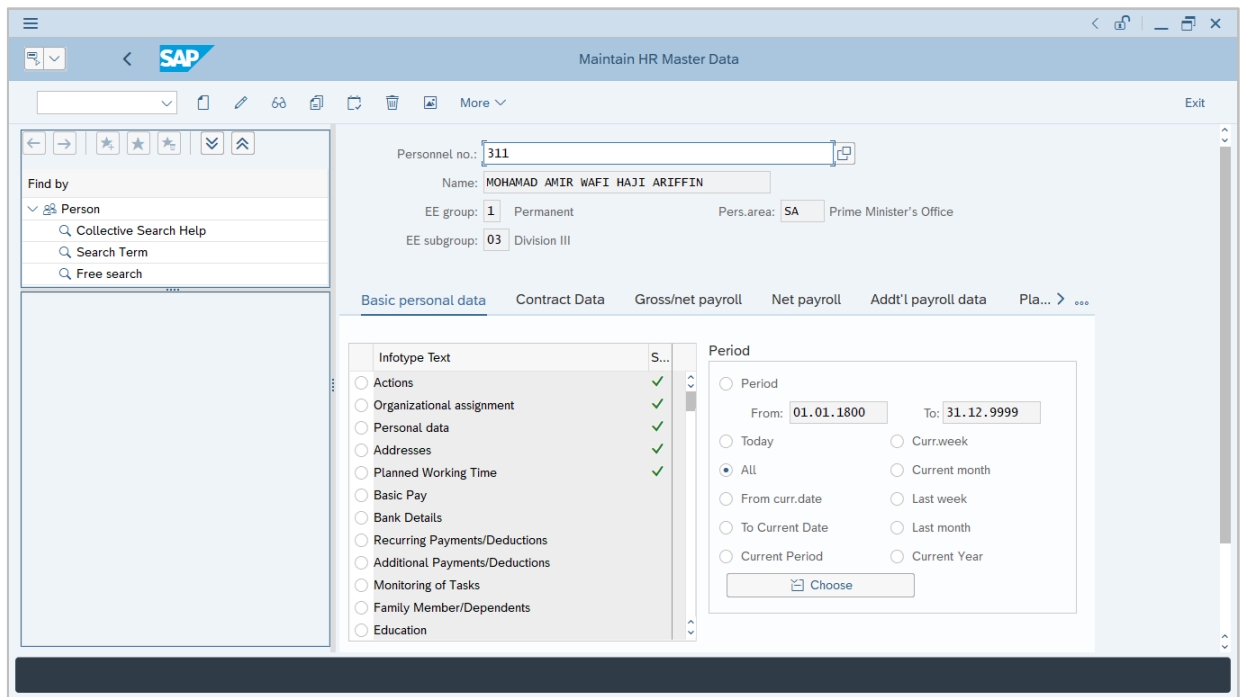 SAP
Maintain HR Master Data
More
Exit
Find by
Person
Collective Search Help
Search Term
Free search
Personnel no.: 311
Name: MOHAMAD AMIR WAFI HAJI ARIFFIN
EE group: 1 Permanent Pers.area: SA Prime Minister's Office
EE subgroup: 03 Division III
Basic personal data Contract Data Gross/net payroll Net payroll Addt'l payroll data Pla...
Infotype Text S...
Actions
Organizational assignment
Personal data
Addresses
Planned Working Time
Basic Pay
Bank Details
Recurring Payments/Deductions
Additional Payments/Deductions
Monitoring of Tasks
Family Member/Dependents
Education
Period
Period
From: 01.01.1800 To: 31.12.9999
Today Curr.week
All Current month
From curr.date Last week
To Current Date Last month
Current Period Current Year
Choose